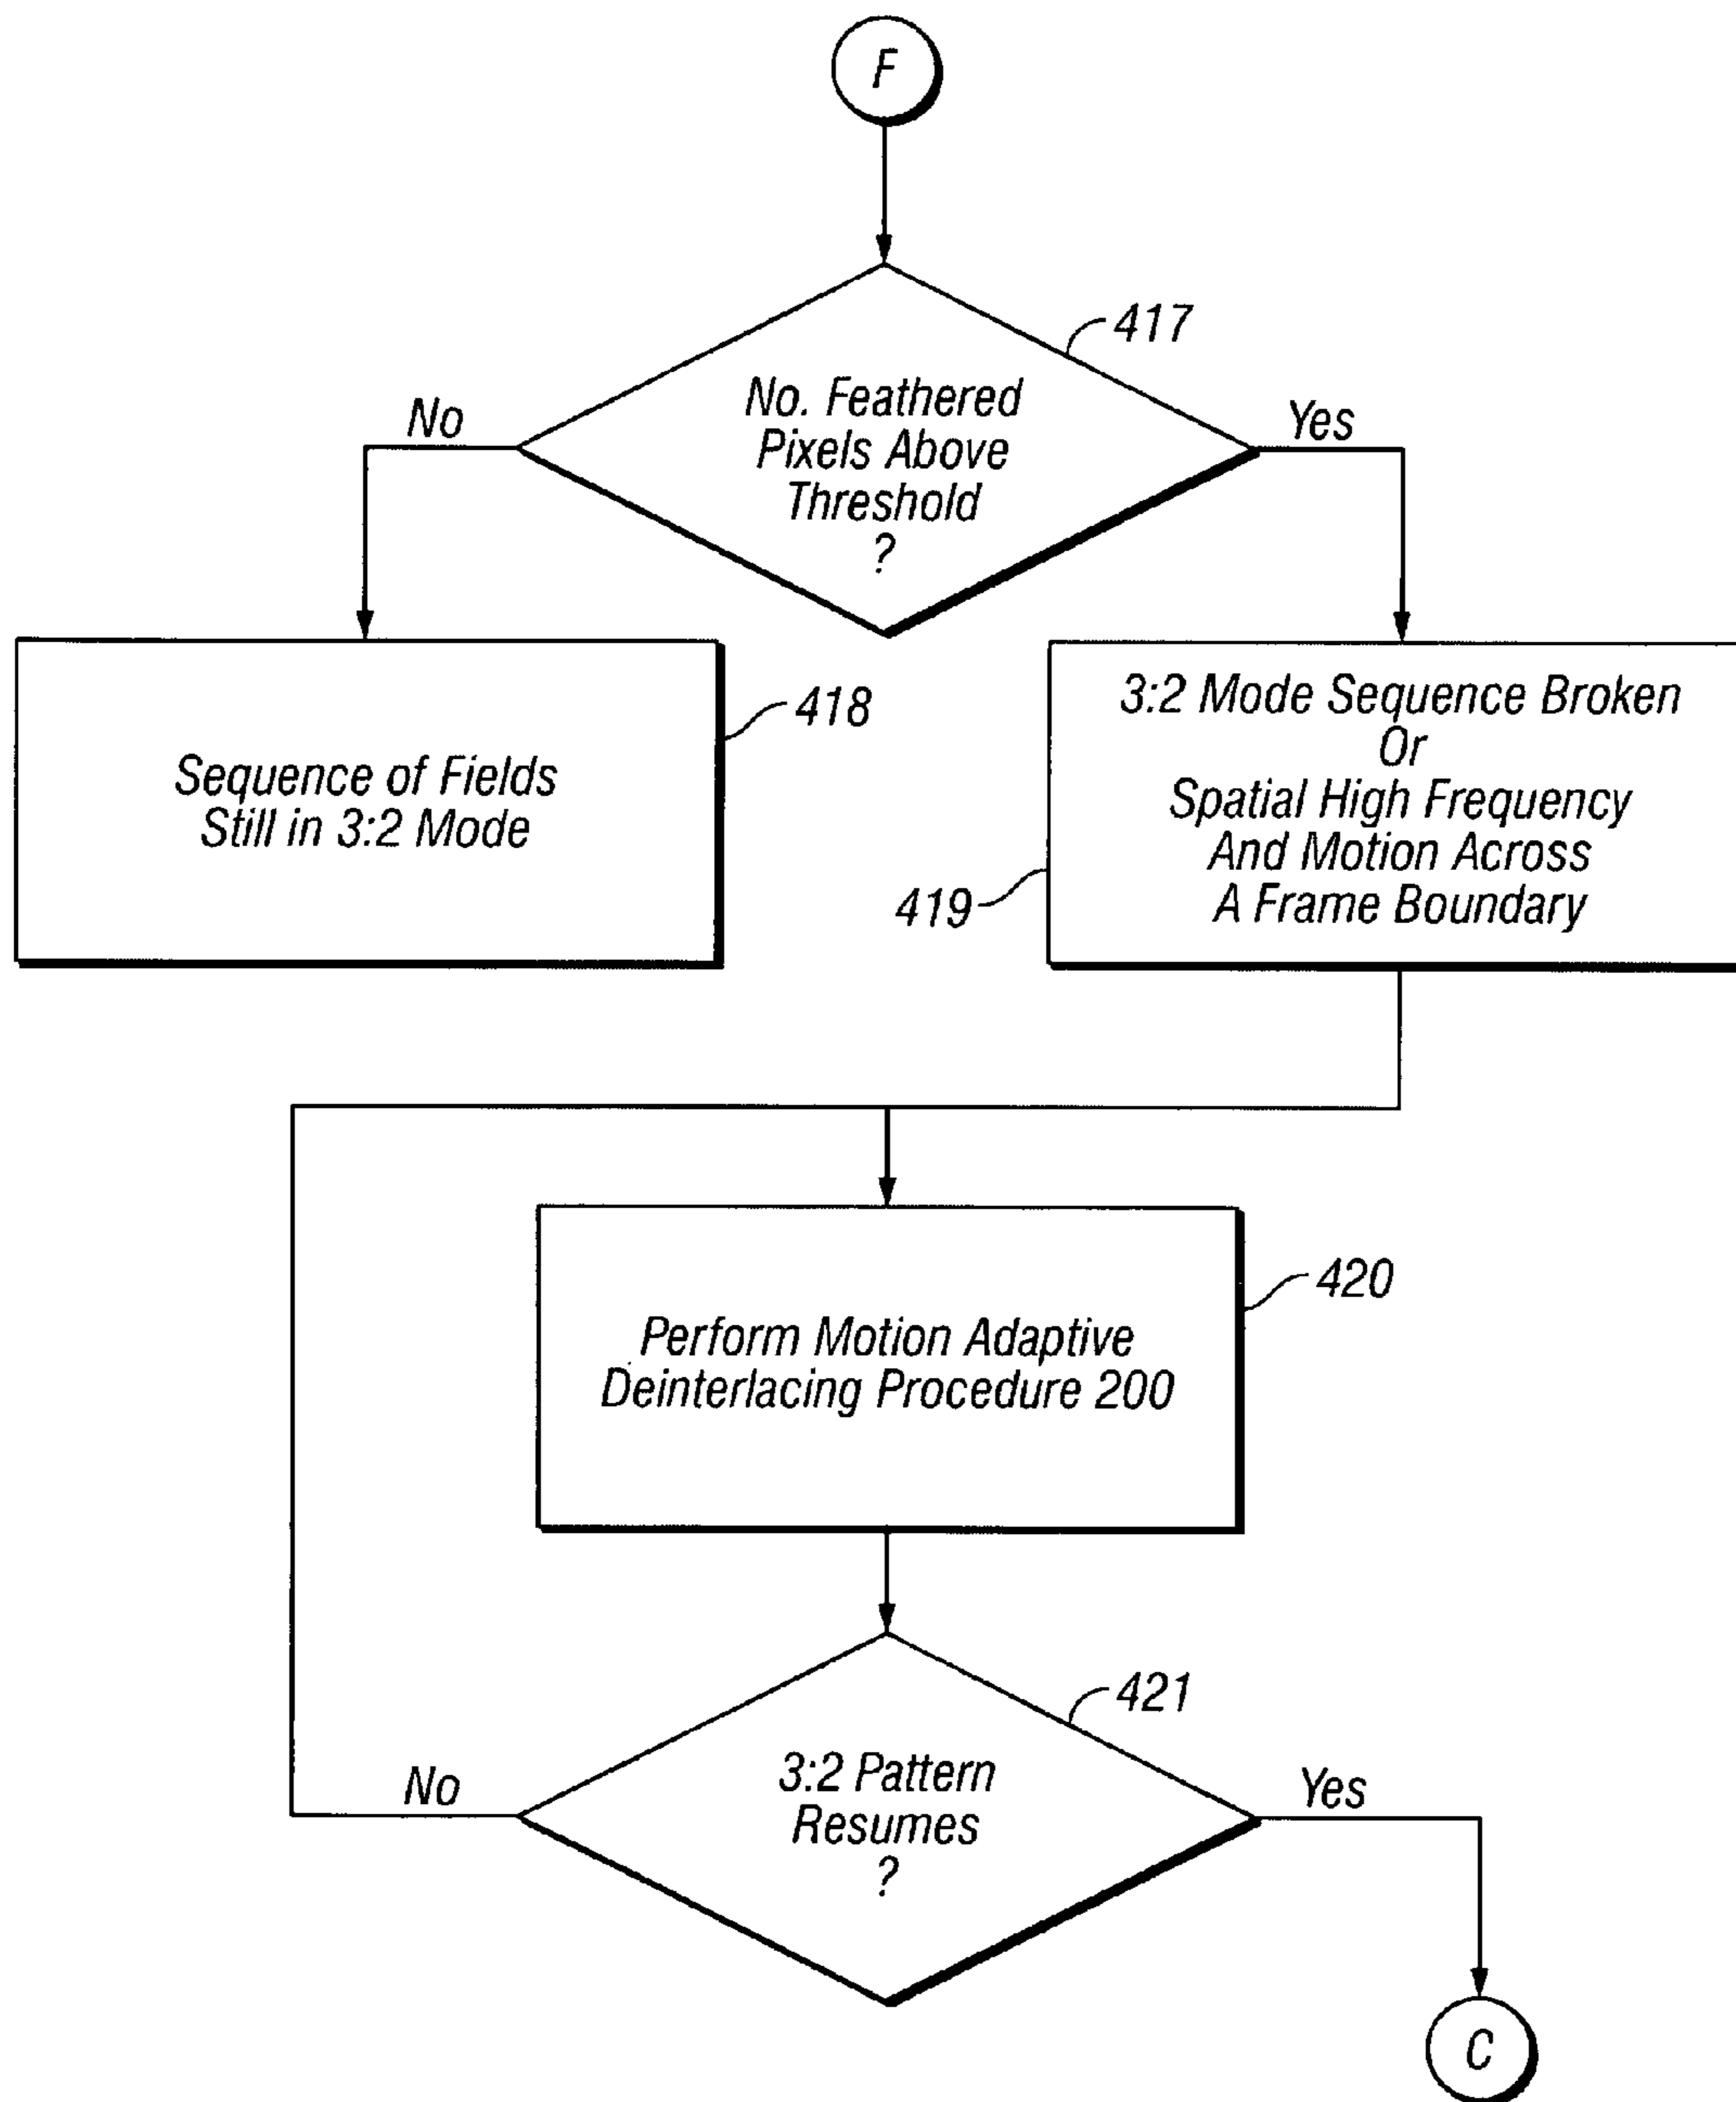 F
417
No. Feathered
Pixels Above
Threshold
?
No
Yes
418
Sequence of Fields
Still in 3:2 Mode
3:2 Mode Sequence Broken
Or
Spatial High Frequency
And Motion Across
A Frame Boundary
419
420
Perform Motion Adaptive
Deinterlacing Procedure 200
421
3:2 Pattern
Resumes
?
No
Yes
C